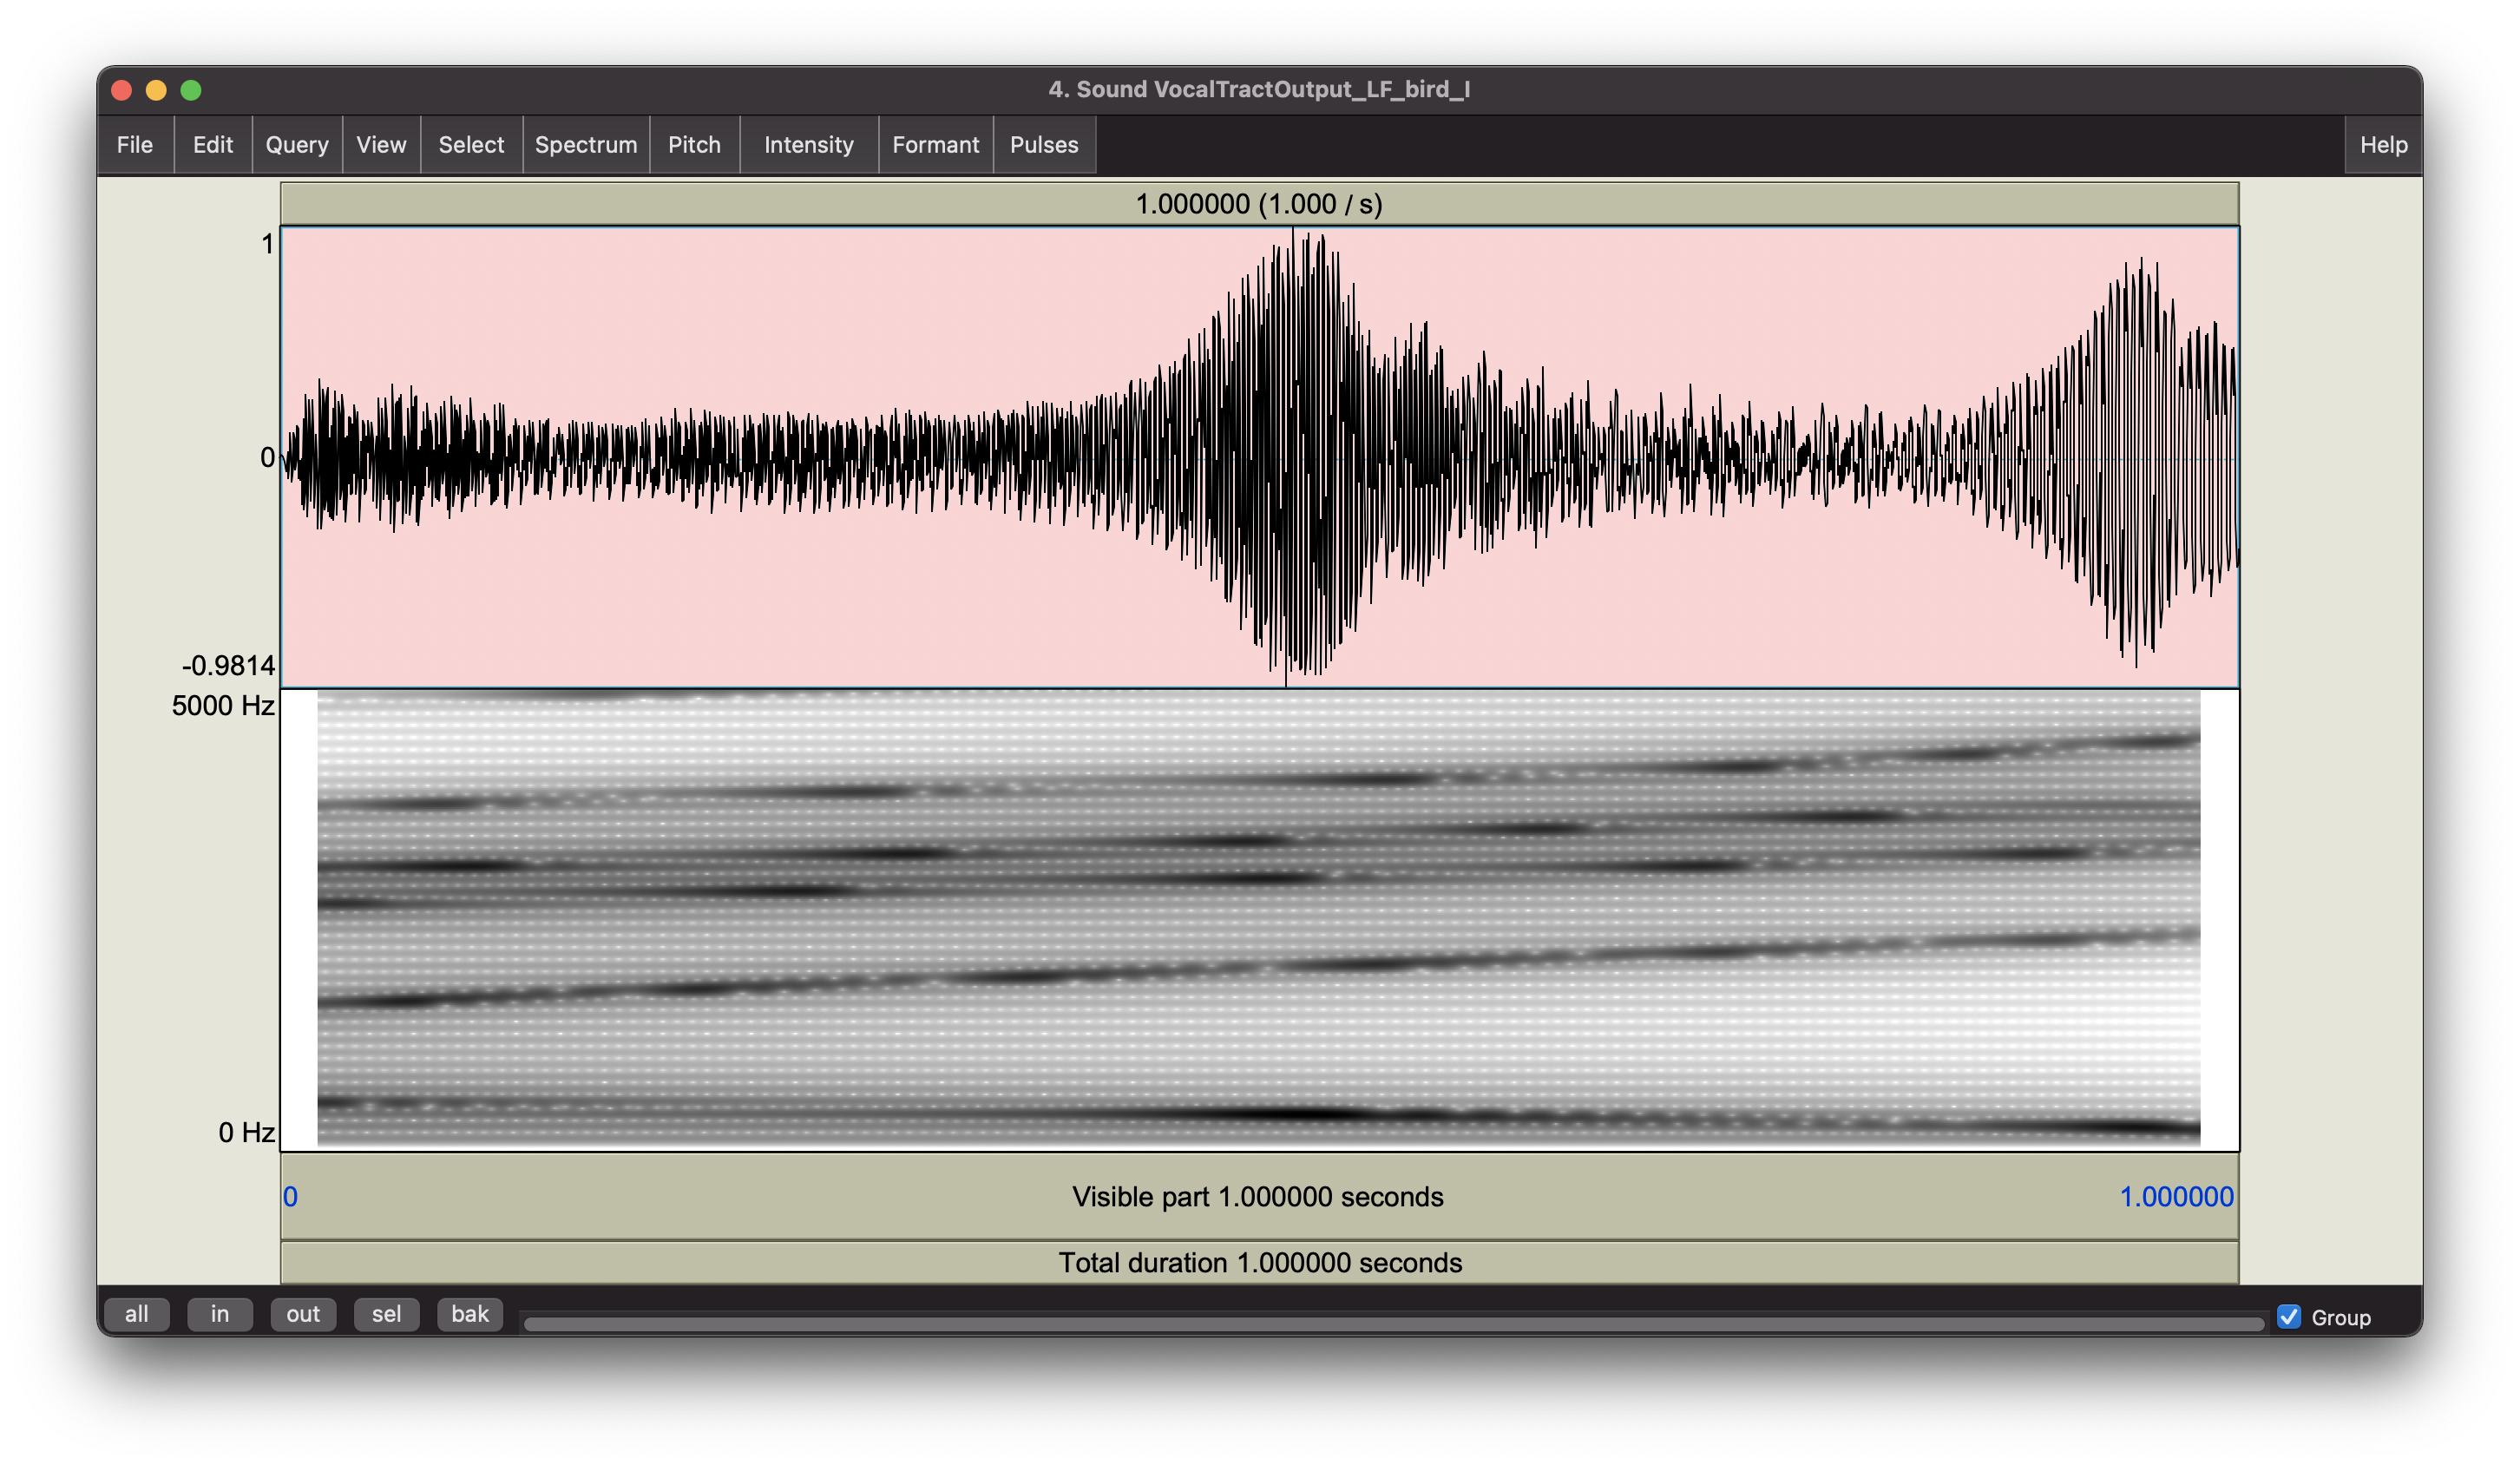 4. Sound VocalTractOutput_LF_bird_I
File Edit Query View Select Spectrum Pitch Intensity Formant Pulses Help
1.000000 (1.000 / s)
1
0
-0.9814
5000 Hz
0 Hz
0 Visible part 1.000000 seconds 1.000000
Total duration 1.000000 seconds
all in out sel bak Group